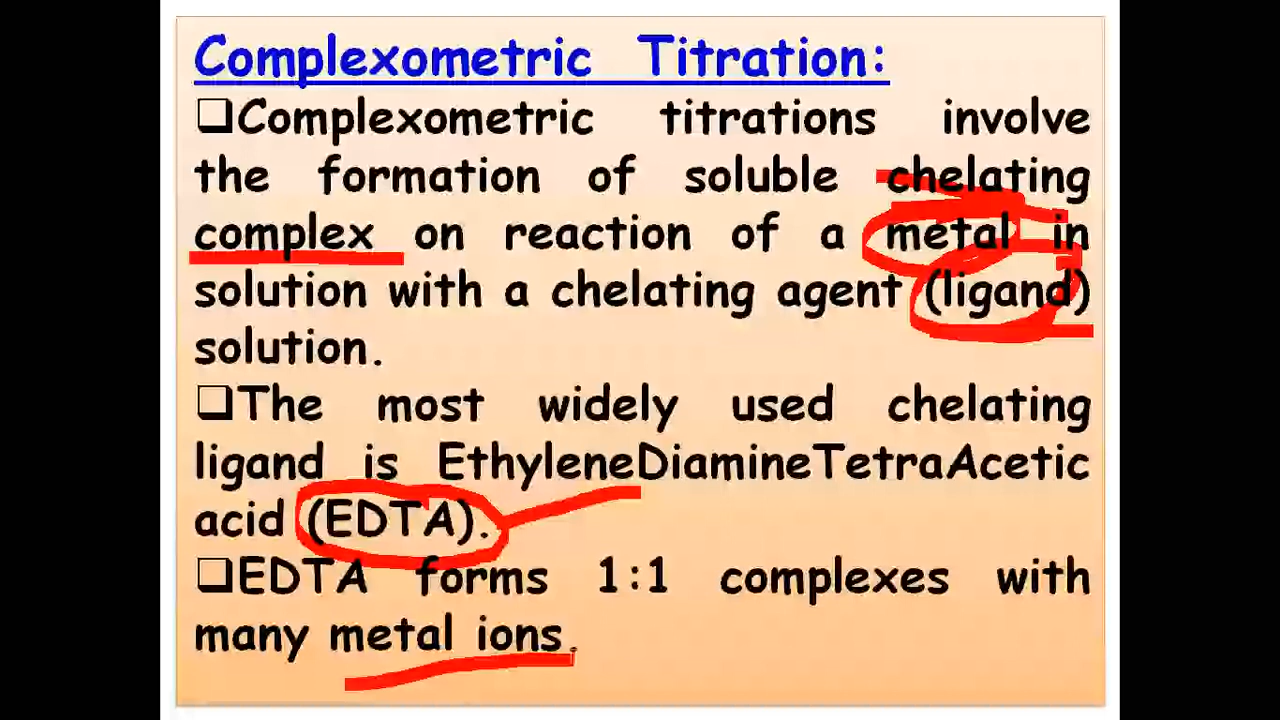 Complexometric Titration:
❑Complexometric titrations involve
the formation of soluble chelating
complex on reaction of a metal in
solution with a chelating agent (ligand)
solution.
❑The most widely used chelating
ligand is EthyleneDiamineTetraAcetic
acid (EDTA).
❑EDTA forms 1:1 complexes with
many metal ions.